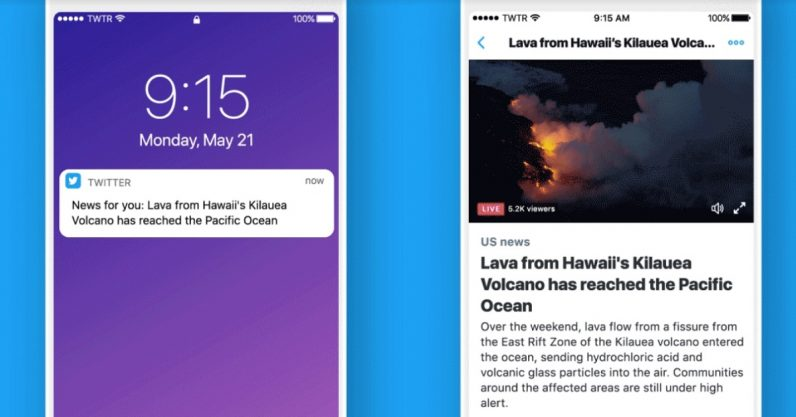 ●●●●● TWTR 100%
9:15
Monday, May 21
TWITTER now
News for you: Lava from Hawaii's Kilauea
Volcano has reached the Pacific Ocean
●●●●● TWTR 9:15 AM 100%
Lava from Hawaii's Kilauea Volca...
LIVE 5.2K viewers
US news
Lava from Hawaii's Kilauea
Volcano has reached the Pacific
Ocean
Over the weekend, lava flow from a fissure from
the East Rift Zone of the Kilauea volcano entered
the ocean, sending hydrochloric acid and
volcanic glass particles into the air. Communities
around the affected areas are still under high
alert.